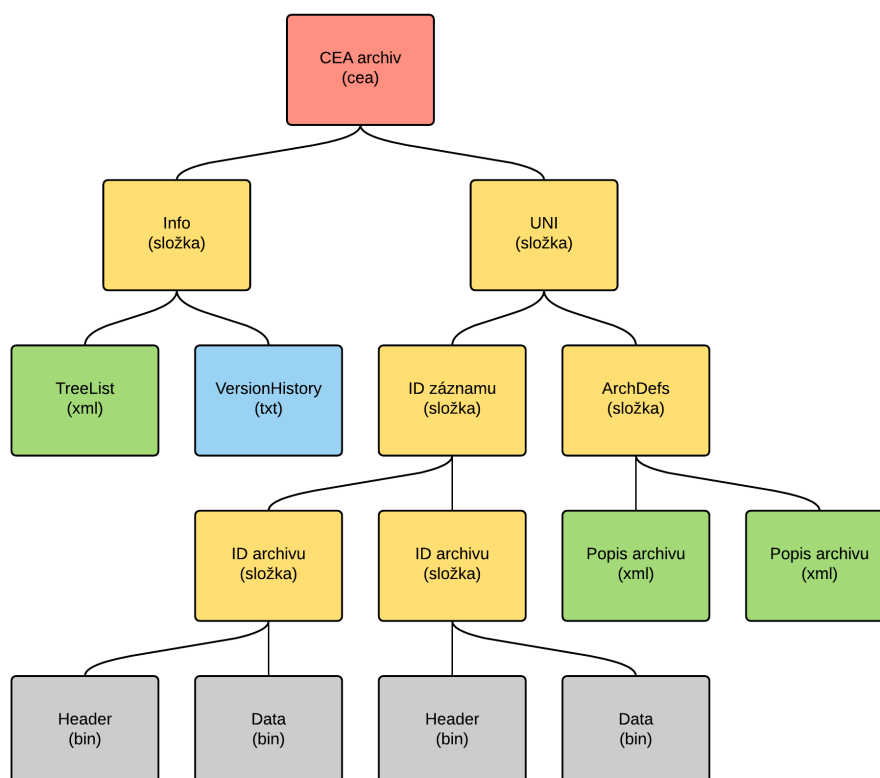 CEA archiv
(cea)
Info
(složka)
UNI
(složka)
TreeList
(xml)
VersionHistory
(txt)
ID záznamu
(složka)
ArchDefs
(složka)
ID archivu
(složka)
ID archivu
(složka)
Popis archivu
(xml)
Popis archivu
(xml)
Header
(bin)
Data
(bin)
Header
(bin)
Data
(bin)